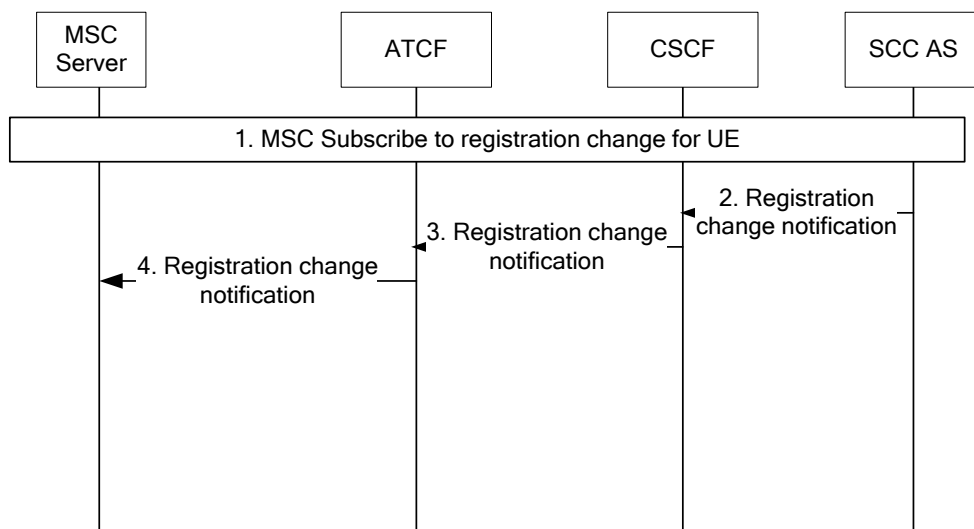 MSC
Server
ATCF
CSCF
SCC AS
1. MSC Subscribe to registration change for UE
2. Registration
change notification
3. Registration change
notification
4. Registration change
notification